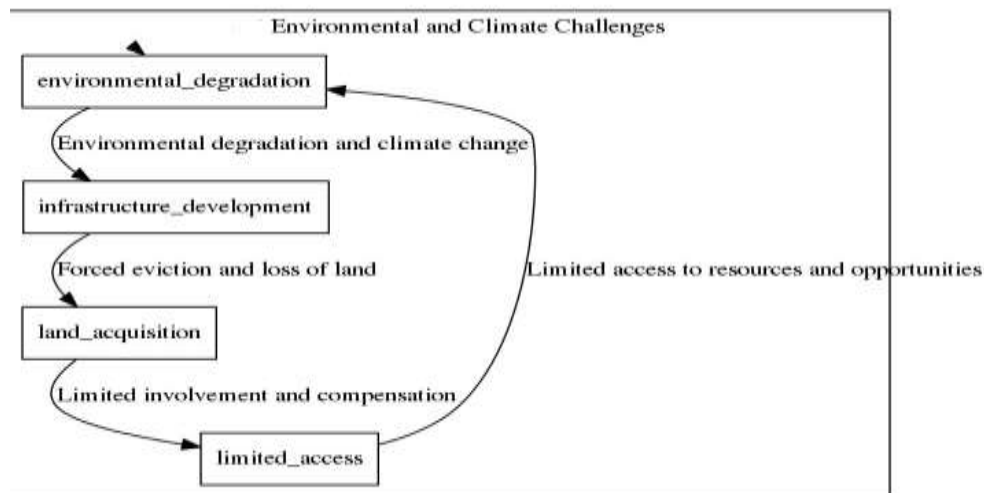 Environmental and Climate Challenges
environmental_degradation
Environmental degradation and climate change
infrastructure_development
Forced eviction and loss of land
Limited access to resources and opportunities
land_acquisition
Limited involvement and compensation
limited_access